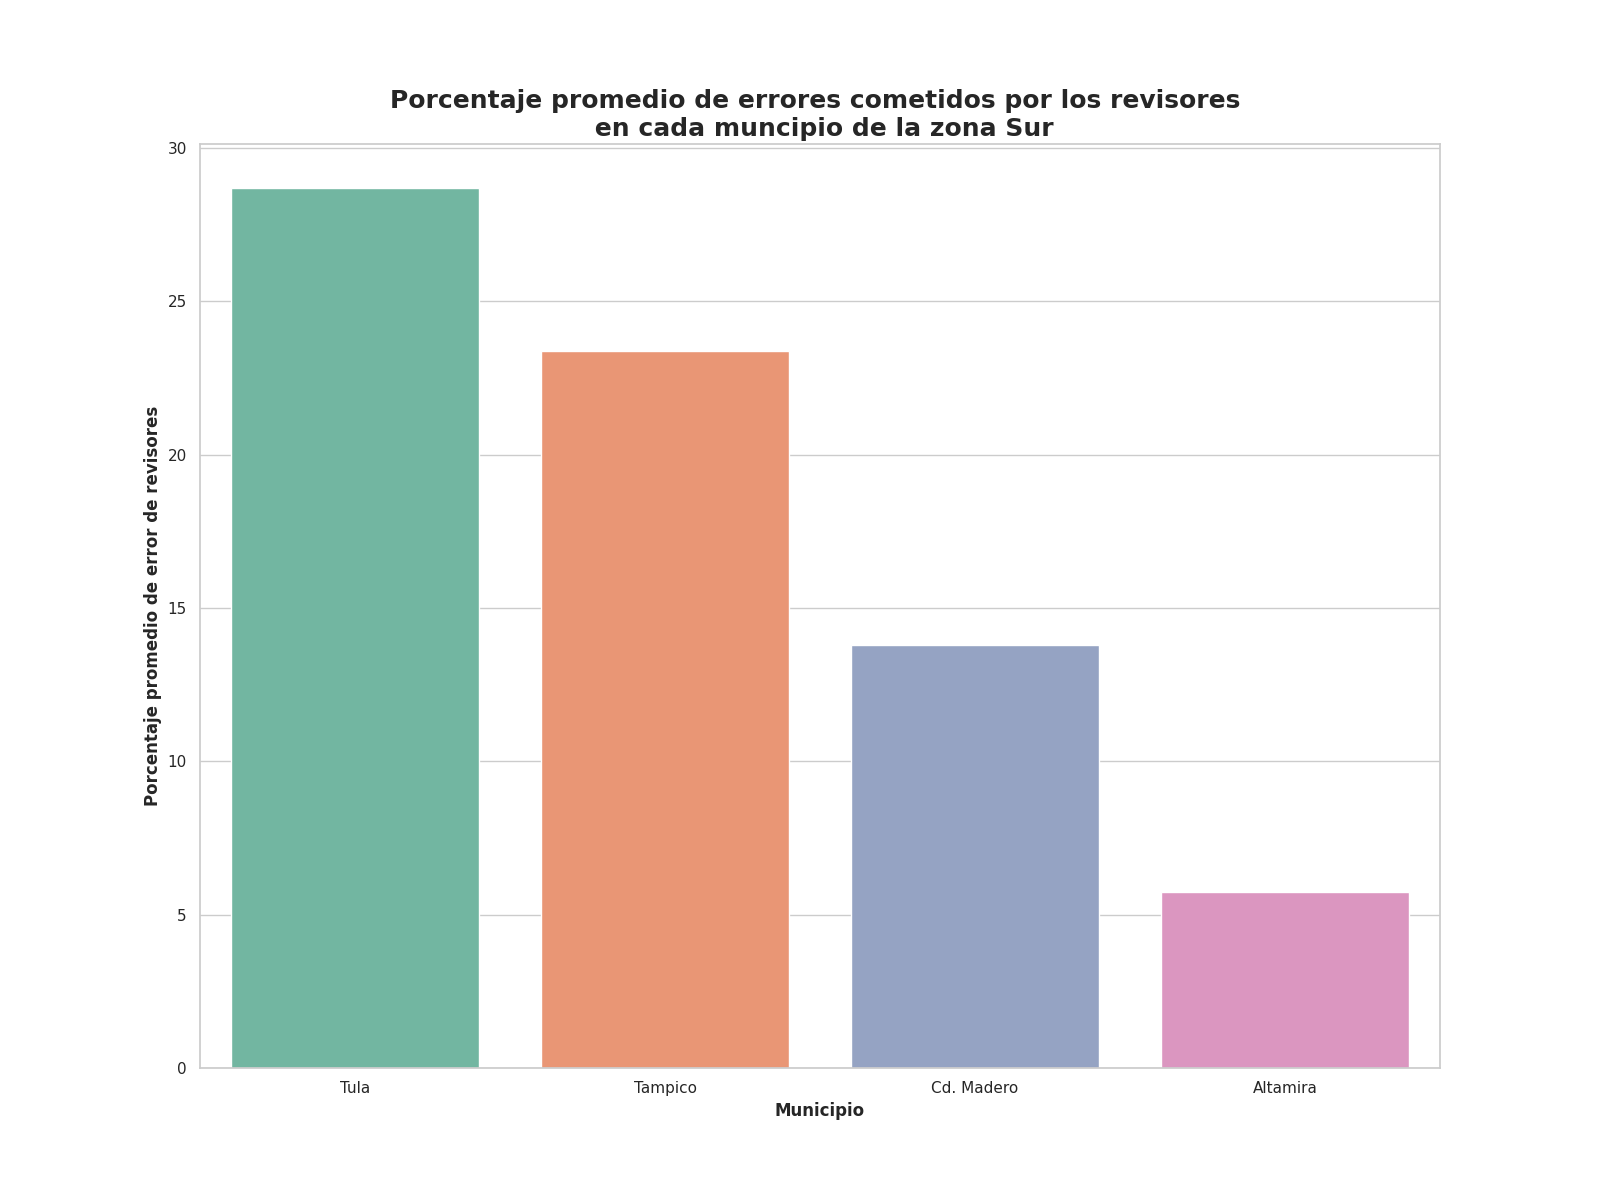 Porcentaje promedio de errores cometidos por los revisores
en cada muncipio de la zona Sur
Porcentaje promedio de error de revisores
30
25
20
15
10
5
0
Tula
Tampico
Cd. Madero
Altamira
Municipio